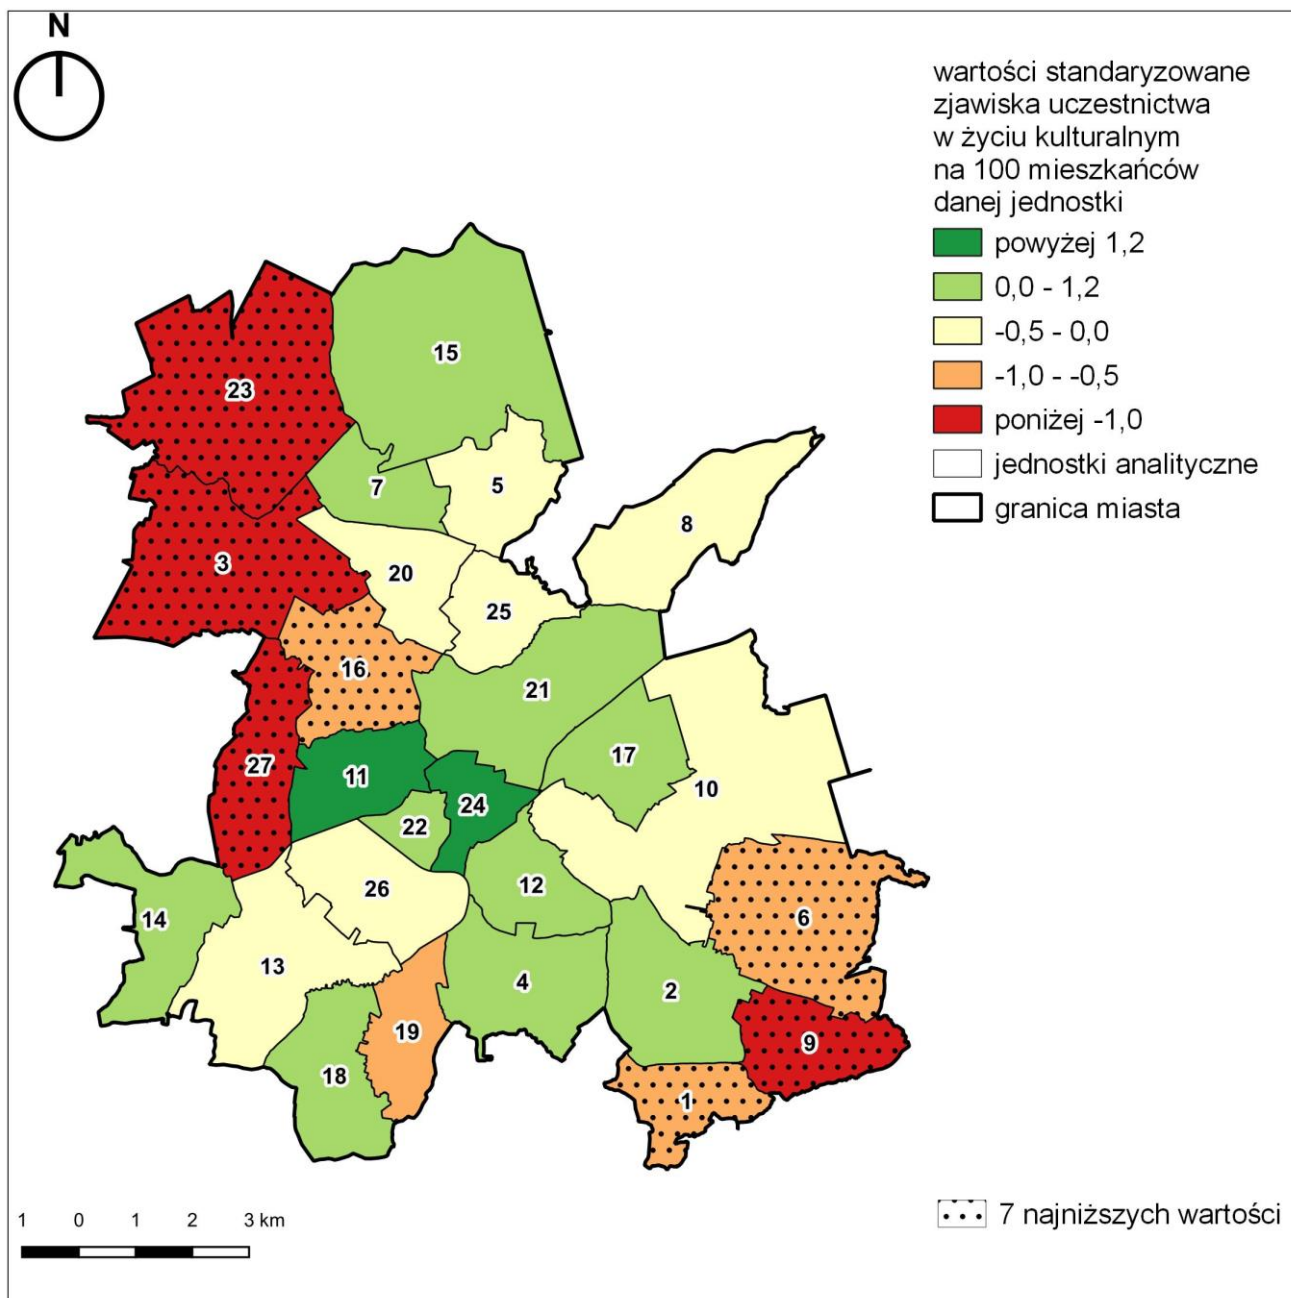 N
wartości standaryzowane
zjawiska uczestnictwa
w życiu kulturalnym
na 100 mieszkańców
danej jednostki
powyżej 1,2
0,0 - 1,2
-0,5 - 0,0
-1,0 - -0,5
poniżej -1,0
jednostki analityczne
granica miasta
15
23
7
5
8
3
20
25
16
21
27
11
17
24
10
22
26
12
14
6
13
4
2
19
9
18
1
1 0 1 2 3 km
7 najniższych wartości